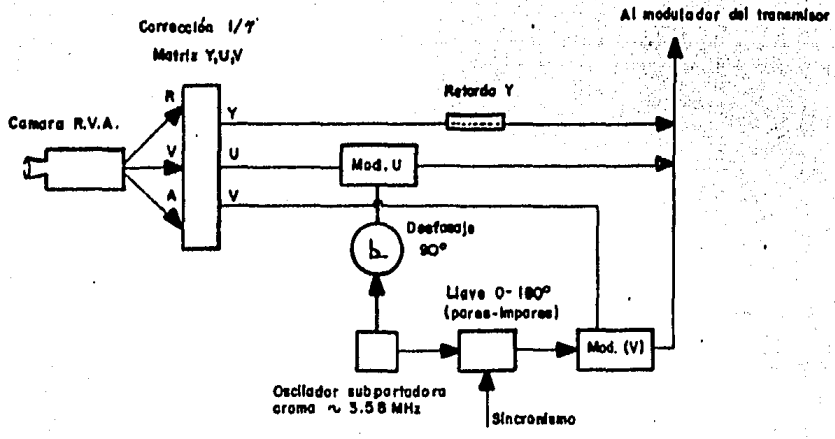 Al modulador del transmisor
Corrección 1/γ
Matriz Y,U,V
Retardo Y
R
Camara R.V.A.
Y
V
U
Mod. U
A
V
Desfasaje
90°
Llave 0-180°
(pares-impares)
Mod. (V)
Oscilador subportadora
croma ~ 3.58 MHz
Sincronismo